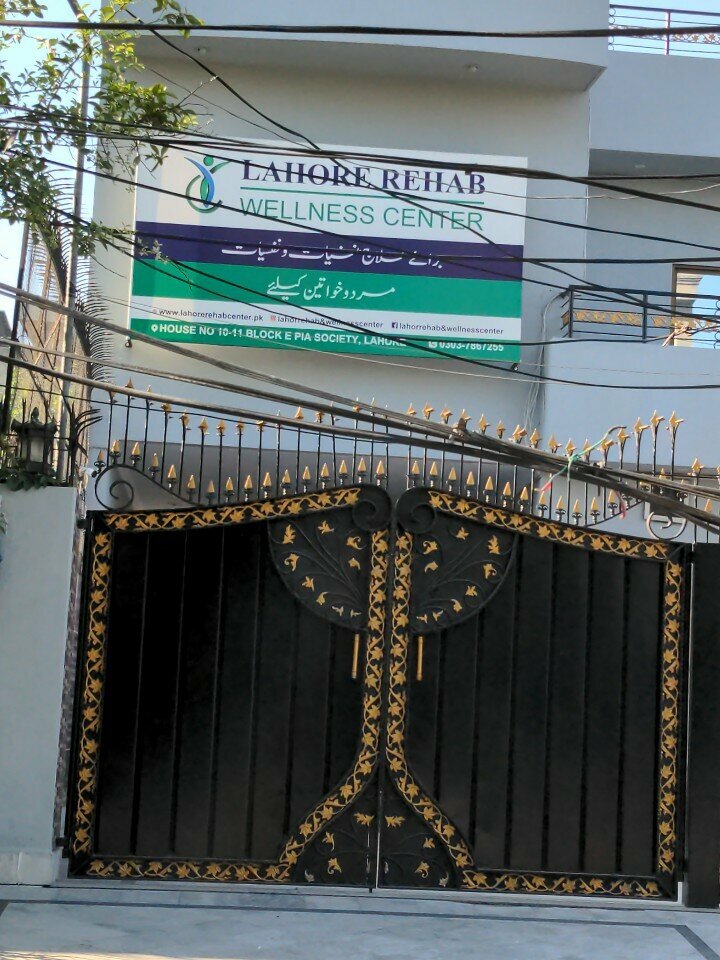 LAHORE REHAB
WELLNESS CENTER
برائے علاج منشیات و نفسیات
مرد و خواتین کیلئے
www.lahorerehabcenter.pk lahorerehab&wellnesscenter lahorrehab&wellnesscenter
HOUSE NO 10-11 BLOCK E PIA SOCIETY, LAHORE 0303-7867255